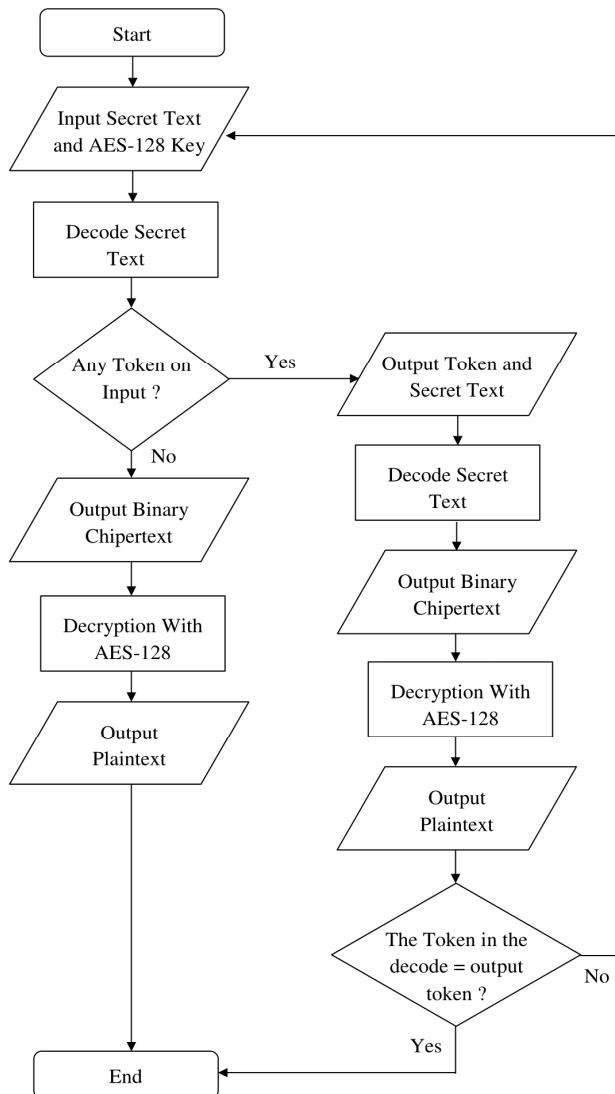 Start
Input Secret Text
and AES-128 Key
Decode Secret
Text
Any Token on
Input ?
Yes
No
Output Binary
Chipertext
Decryption With
AES-128
Output
Plaintext
Output Token and
Secret Text
Decode Secret
Text
Output Binary
Chipertext
Decryption With
AES-128
Output
Plaintext
The Token in the
decode = output
token ?
No
Yes
End